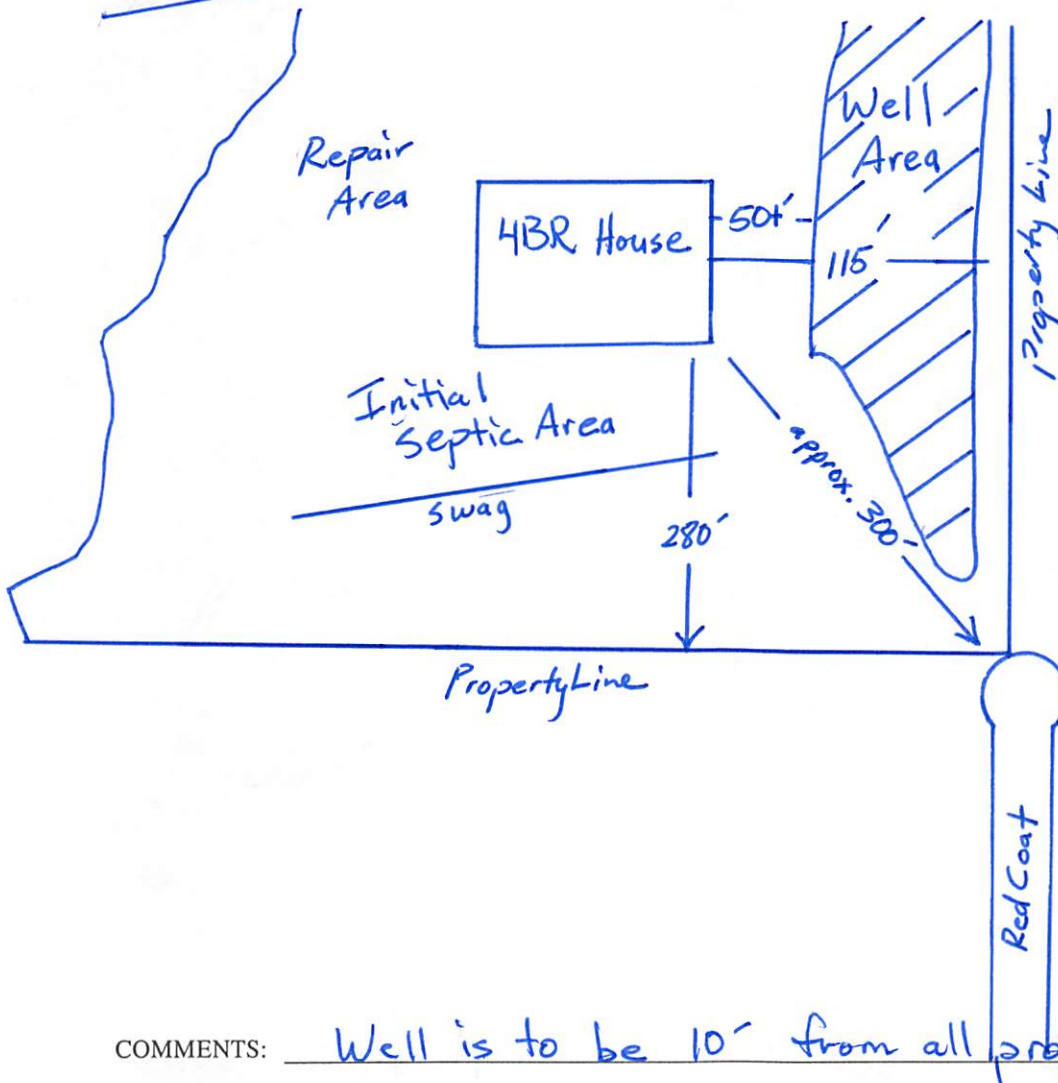 Repair
Area
4BR House
50+´
Well
Area
115´
Property Line
Initial
Septic Area
swag
280´
approx. 300´
Property Line
Red Coat
COMMENTS: Well is to be 10´ from all